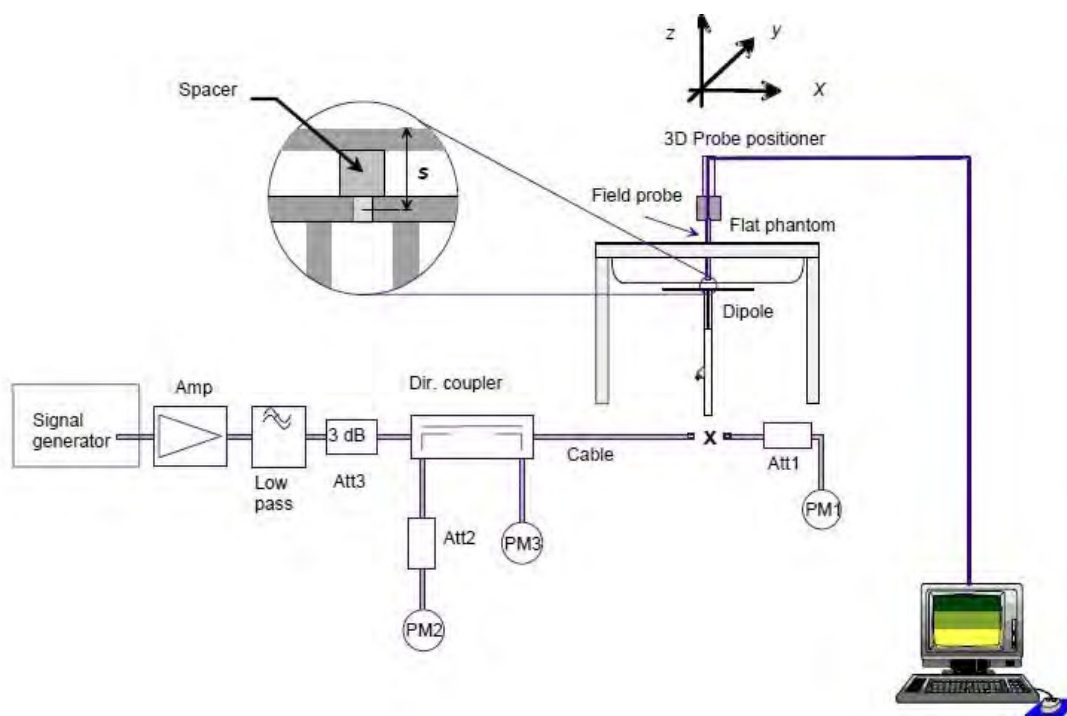 z
y
X
Spacer
s
3D Probe positioner
Field probe
Flat phantom
Dipole
Dir. coupler
Amp
Signal
generator
3 dB
Low
pass
Att3
Cable
X
Att1
PM1
Att2
PM3
PM2